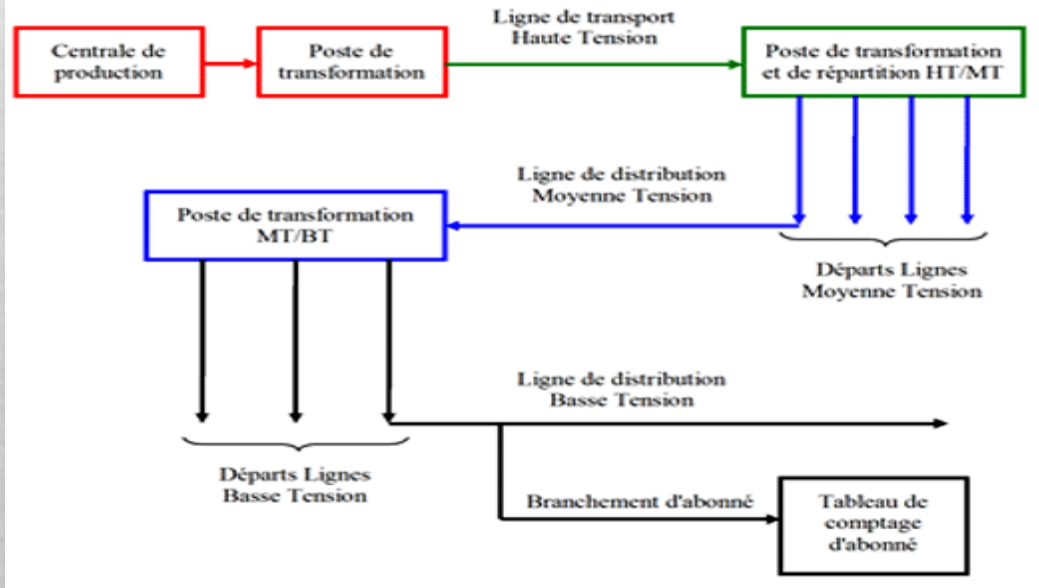 Ligne de transport
Haute Tension
Centrale de
production
Poste de
transformation
Poste de transformation
et de répartition HT/MT
Ligne de distribution
Moyenne Tension
Poste de transformation
MT/BT
Départs Lignes
Moyenne Tension
Ligne de distribution
Basse Tension
Départs Lignes
Basse Tension
Branchement d'abonné
Tableau de
comptage
d'abonné